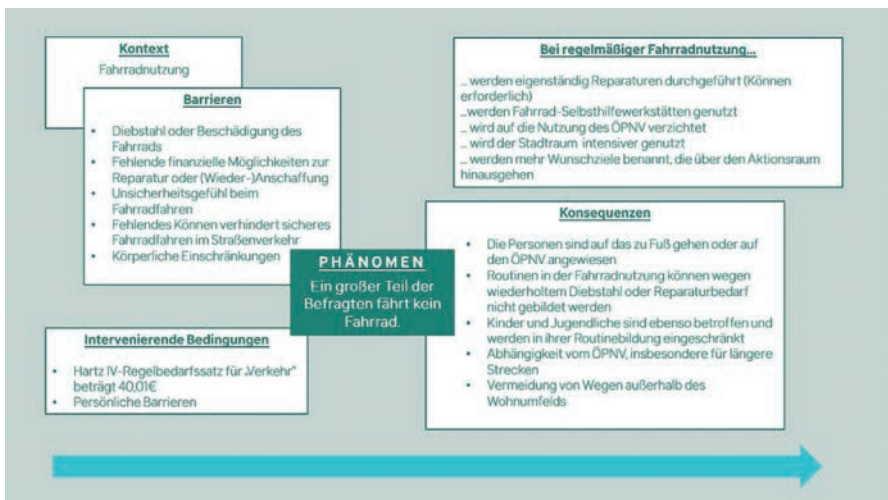 Kontext
Fahrradnutzung
Barrieren
• Diebstahl oder Beschädigung des
Fahrrads
• Fehlende finanzielle Möglichkeiten zur
Reparatur oder (Wieder-)Anschaffung
• Unsicherheitsgefühl beim
Fahrradfahren
• Fehlendes Können verhindert sicheres
Fahrradfahren im Straßenverkehr
• Körperliche Einschränkungen
Intervenierende Bedingungen
• Hartz IV-Regelbedarfssatz für „Verkehr“
beträgt 40,01€
• Persönliche Barrieren
PHÄNOMEN
Ein großer Teil der
Befragten fährt kein
Fahrrad.
Bei regelmäßiger Fahrradnutzung...
... werden eigenständig Reparaturen durchgeführt (Können
erforderlich)
...werden Fahrrad-Selbsthilfewerkstätten genutzt
... wird auf die Nutzung des ÖPNV verzichtet
... wird der Stadtraum intensiver genutzt
... werden mehr Wunschziele benannt, die über den Aktionsraum
hinausgehen
Konsequenzen
• Die Personen sind auf das zu Fuß gehen oder auf
den ÖPNV angewiesen
• Routinen in der Fahrradnutzung können wegen
wiederholtem Diebstahl oder Reparaturbedarf
nicht gebildet werden
• Kinder und Jugendliche sind ebenso betroffen und
werden in ihrer Routinebildung eingeschränkt
• Abhängigkeit vom ÖPNV, insbesondere für längere
Strecken
• Vermeidung von Wegen außerhalb des
Wohnumfelds